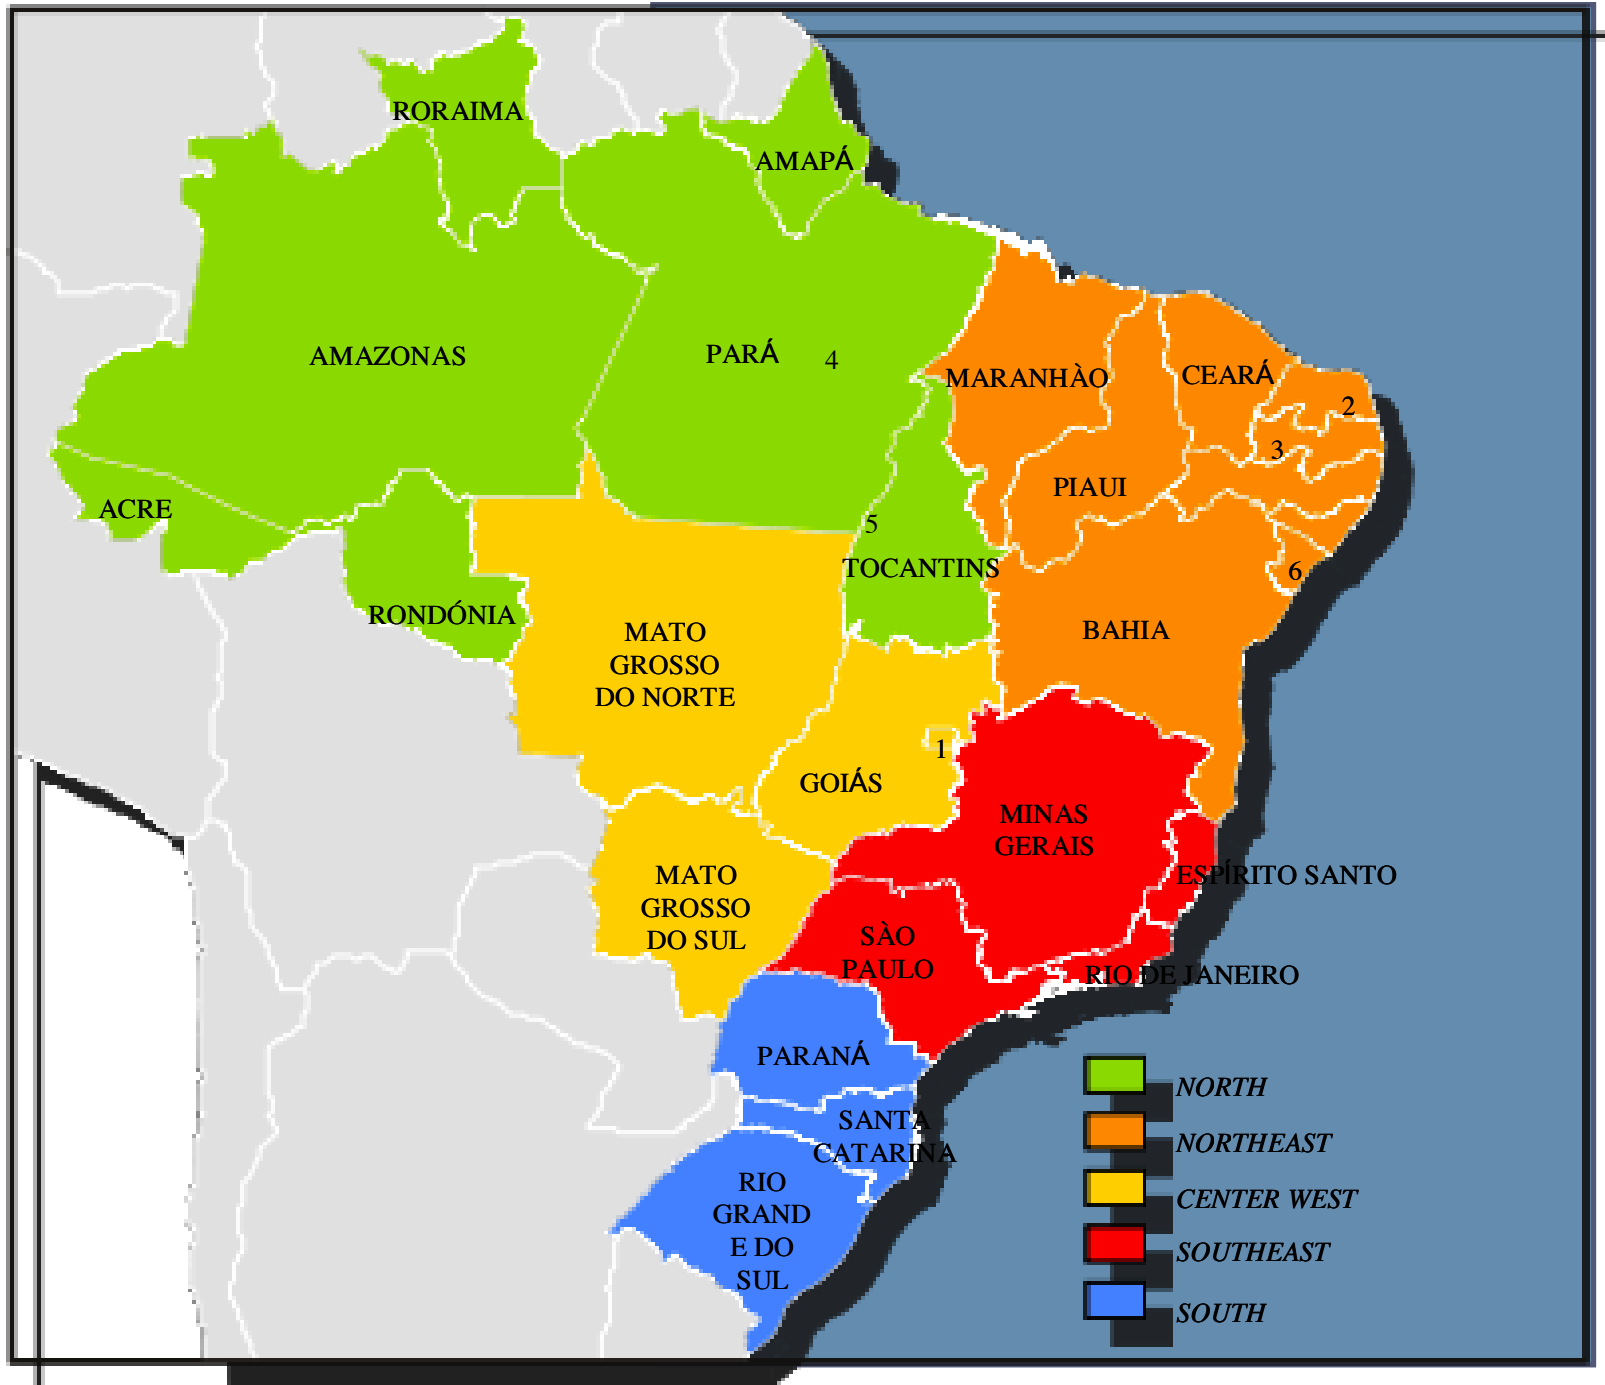 RORAIMA
AMAPÁ
AMAZONAS
PARÁ 4
MARANHÀO
CEARÁ
2
3
PIAUI
ACRE
5
TOCANTINS
6
RONDÓNIA
MATO
GROSSO
DO NORTE
BAHIA
1
GOIÁS
MINAS
GERAIS
ESPÍRITO SANTO
MATO
GROSSO
DO SUL
SÀO
PAULO
RIO DE JANEIRO
PARANÁ
SANTA
CATARINA
RIO
GRAND
E DO
SUL
NORTH
NORTHEAST
CENTER WEST
SOUTHEAST
SOUTH